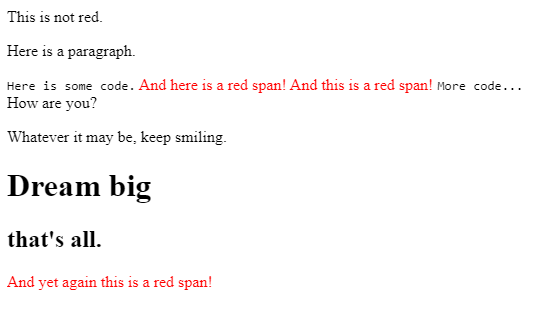 This is not red.
Here is a paragraph.
Here is some code. And here is a red span! And this is a red span! More code...
How are you?
Whatever it may be, keep smiling.
Dream big
that's all.
And yet again this is a red span!